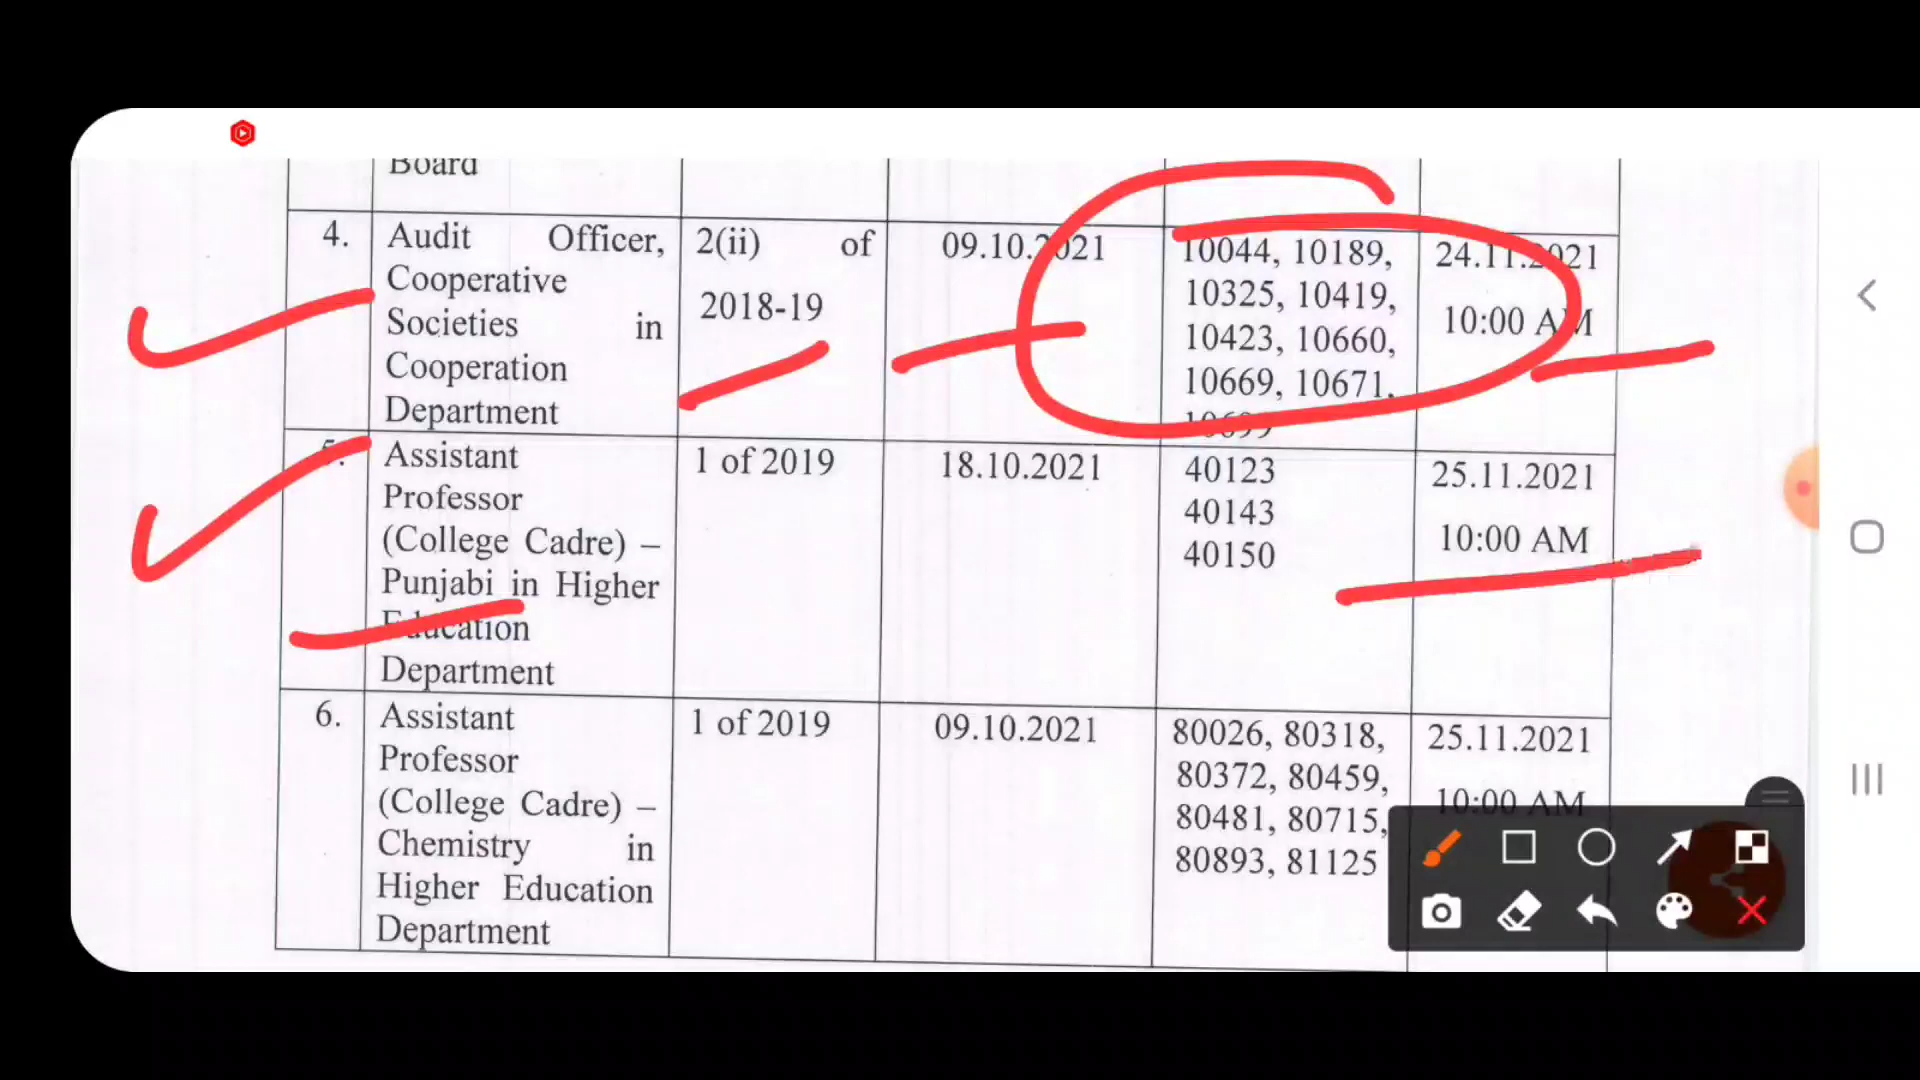 Board
4. Audit Officer, 2(ii) of 09.10.2021 10044, 10189, 24.11.2021
Cooperative 10325, 10419,
Societies in 2018-19 10423, 10660, 10:00 AM
Cooperation 10669, 10671,
Department 10699
5. Assistant 1 of 2019 18.10.2021 40123 25.11.2021
Professor 40143
(College Cadre) – 40150 10:00 AM
Punjabi in Higher
Education
Department
6. Assistant 1 of 2019 09.10.2021 80026, 80318, 25.11.2021
Professor 80372, 80459,
(College Cadre) – 80481, 80715, 10:00 AM
Chemistry in 80893, 81125
Higher Education
Department